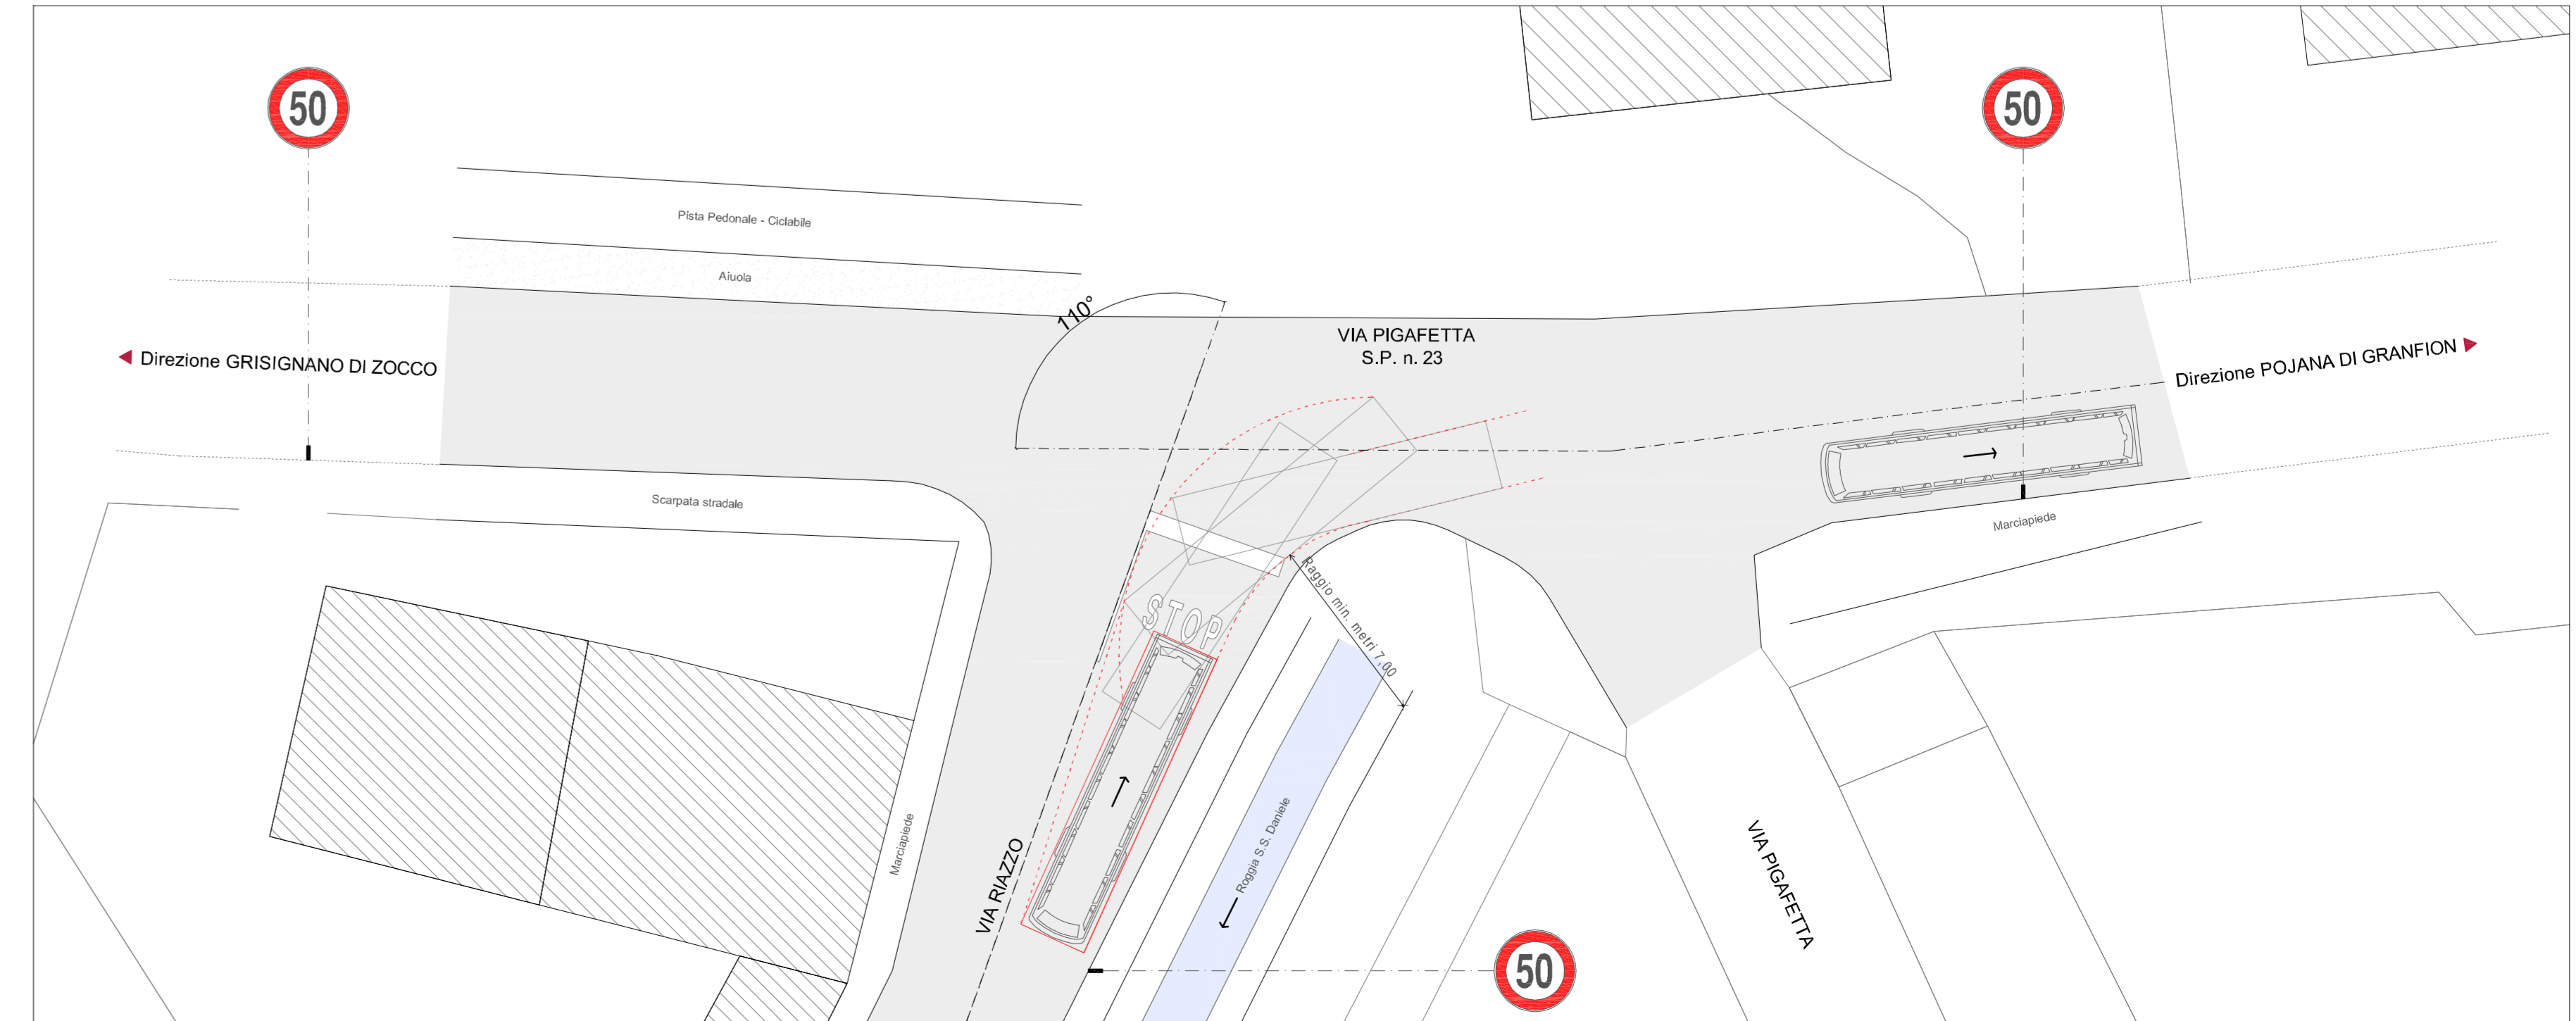 50
50
Pista Pedonale - Ciclabile
Aiuola
110°
VIA PIGAFETTA
S.P. n. 23
Direzione GRISIGNANO DI ZOCCO
Direzione POJANA DI GRANFION
Scarpata stradale
Marciapiede
Raggio min. metri 7,00
STOP
Marciapiede
VIA RIAZZO
Roggia S.S. Daniele
VIA PIGAFETTA
50